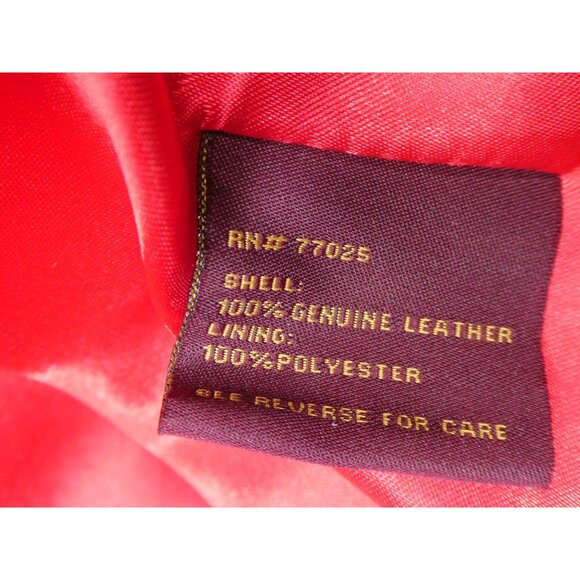 RN# 77025
SHELL:
100% GENUINE LEATHER
LINING:
100% POLYESTER
SEE REVERSE FOR CARE